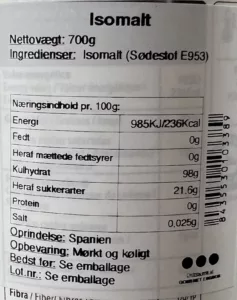 Isomalt
Nettovægt: 700g
Ingredienser: Isomalt (Sødestof E953)
Næringsindhold pr. 100g:
Energi 985KJ/236Kcal
Fedt 0g
Heraf mættede fedtsyrer 0g
Kulhydrat 98g
Heraf sukkerarter 21,6g
Protein 0g
Salt 0,025g
Oprindelse: Spanien
Opbevaring: Mørkt og køligt
Bedst før: Se emballage
Lot.nr.: Se emballage